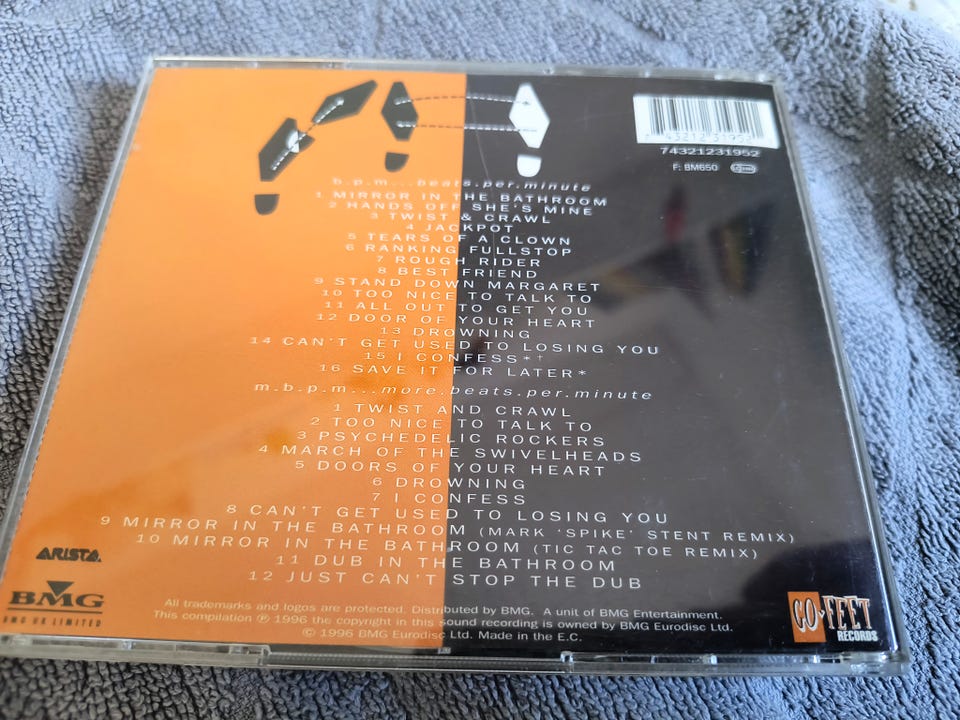 74321231952
F: BM650
b.p.m...beats.per.minute
1 MIRROR IN THE BATHROOM
2 HANDS OFF SHE'S MINE
3 TWIST & CRAWL
4 JACKPOT
5 TEARS OF A CLOWN
6 RANKING FULLSTOP
7 ROUGH RIDER
8 BEST FRIEND
9 STAND DOWN MARGARET
10 TOO NICE TO TALK TO
11 ALL OUT TO GET YOU
12 DOOR OF YOUR HEART
13 DROWNING
14 CAN'T GET USED TO LOSING YOU
15 I CONFESS*†
16 SAVE IT FOR LATER*
m.b.p.m...more.beats.per.minute
1 TWIST AND CRAWL
2 TOO NICE TO TALK TO
3 PSYCHEDELIC ROCKERS
4 MARCH OF THE SWIVELHEADS
5 DOORS OF YOUR HEART
6 DROWNING
7 I CONFESS
8 CAN'T GET USED TO LOSING YOU
9 MIRROR IN THE BATHROOM (MARK 'SPIKE' STENT REMIX)
10 MIRROR IN THE BATHROOM (TIC TAC TOE REMIX)
11 DUB IN THE BATHROOM
12 JUST CAN'T STOP THE DUB
ARISTA.
BMG
BMG UK LIMITED
All trademarks and logos are protected. Distributed by BMG. A unit of BMG Entertainment.
This compilation ℗ 1996 the copyright in this sound recording is owned by BMG Eurodisc Ltd.
© 1996 BMG Eurodisc Ltd. Made in the E.C.
GO FEET
RECORDS